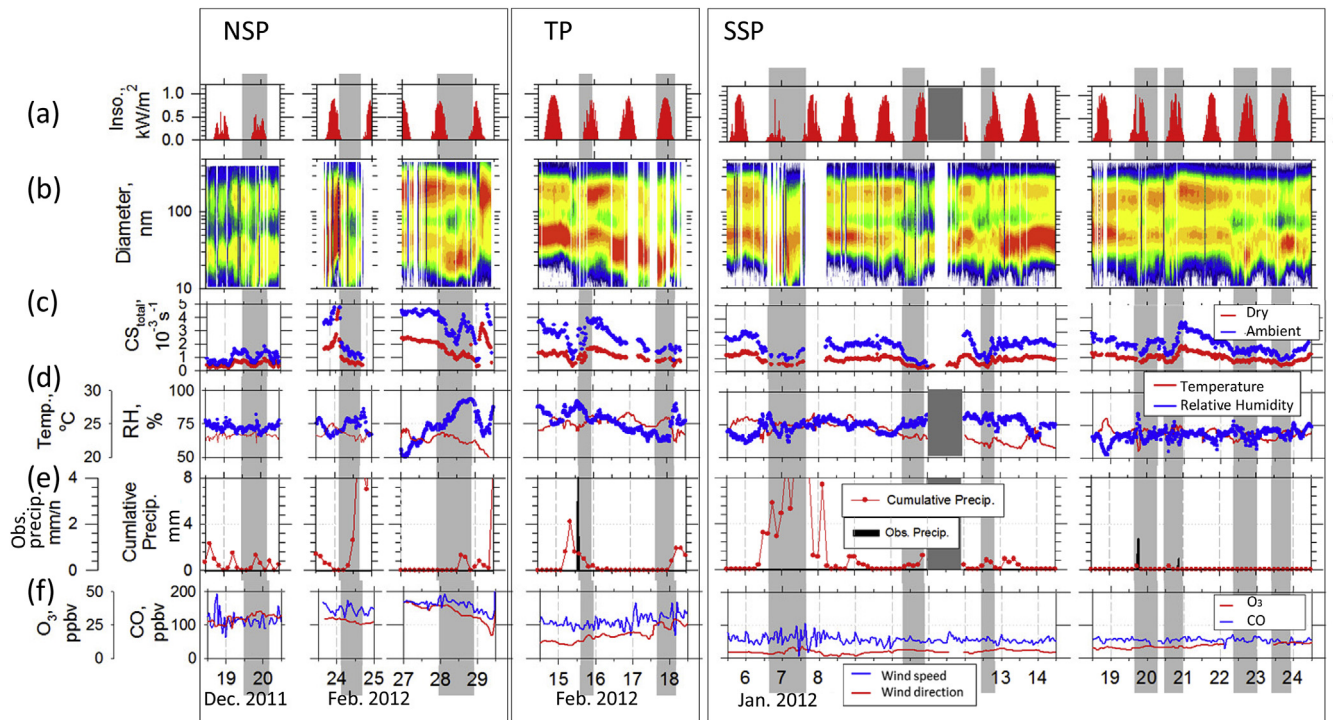 NSP
TP
SSP
(a)
Inso.,
kW/m2
1.0
0.5
0.0
(b)
Diameter,
nm
100
10
(c)
CStotal,
10-3 s-1
5
4
3
2
1
0
Dry
Ambient
(d)
Temp.,
°C
30
25
20
RH,
%
100
75
50
Temperature
Relative Humidity
(e)
Obs.
precip.
mm/h
4
2
0
Cumulative
Precip.
mm
8
4
0
Cumulative Precip.
Obs. Precip.
(f)
O3,
ppbv
50
25
0
CO,
ppbv
200
100
0
O3
CO
19 20
24 25
27 28 29
15 16 17 18
6 7 8
13 14
19 20 21 22 23 24
Dec. 2011
Feb. 2012
Feb. 2012
Jan. 2012
Wind speed
Wind direction